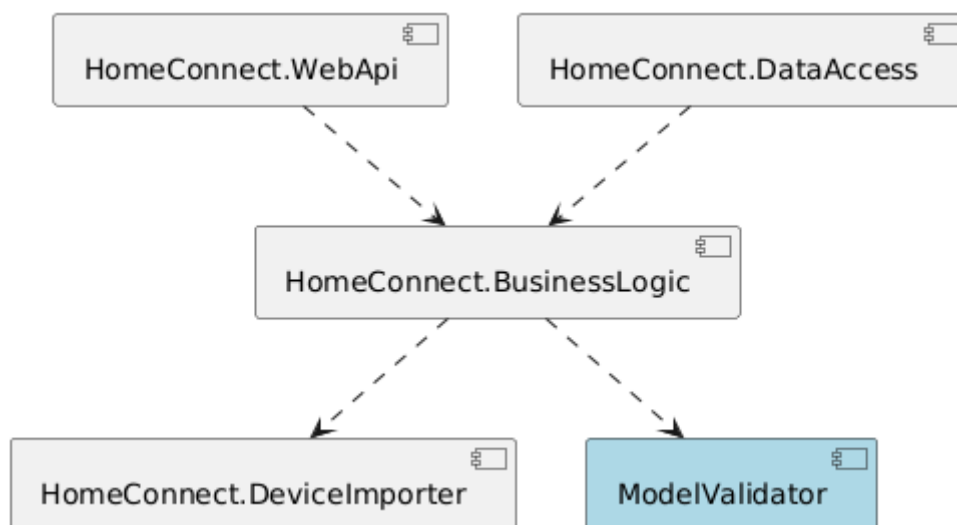 HomeConnect.WebApi
HomeConnect.DataAccess
HomeConnect.BusinessLogic
HomeConnect.DeviceImporter
ModelValidator